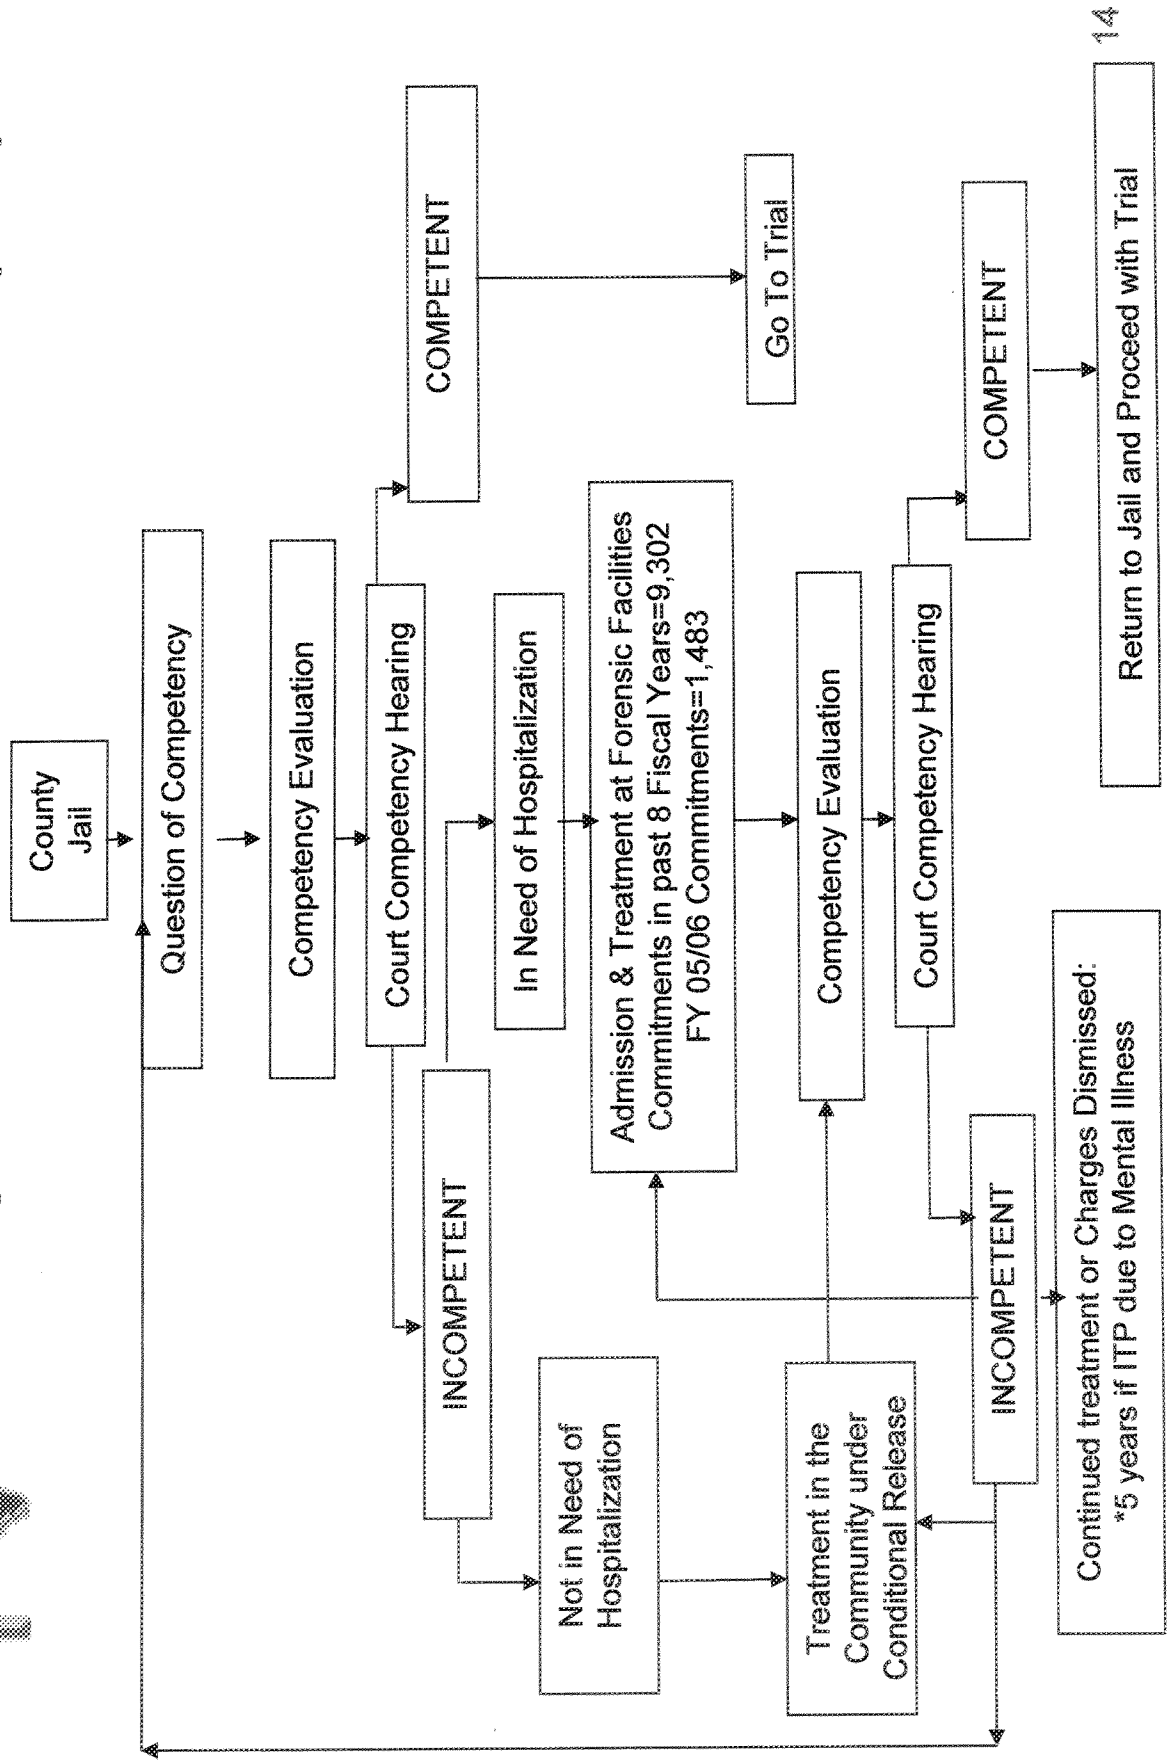 County
Jail
Question of Competency
Competency Evaluation
Court Competency Hearing
INCOMPETENT
COMPETENT
In Need of Hospitalization
Not in Need of
Hospitalization
Admission & Treatment at Forensic Facilities
Commitments in past 8 Fiscal Years=9,302
FY 05/06 Commitments=1,483
Go To Trial
Treatment in the
Community under
Conditional Release
Competency Evaluation
Court Competency Hearing
INCOMPETENT
COMPETENT
Continued treatment or Charges Dismissed:
*5 years if ITP due to Mental Illness
Return to Jail and Proceed with Trial
14